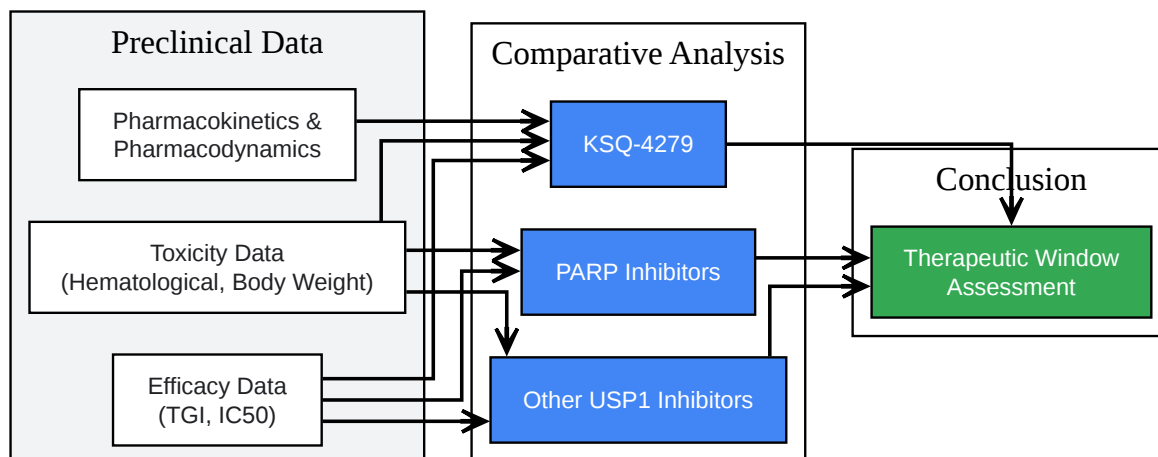 Preclinical Data
Pharmacokinetics &
Pharmacodynamics
Toxicity Data
(Hematological, Body Weight)
Efficacy Data
(TGI, IC50)
Comparative Analysis
KSQ-4279
PARP Inhibitors
Other USP1 Inhibitors
Conclusion
Therapeutic Window
Assessment